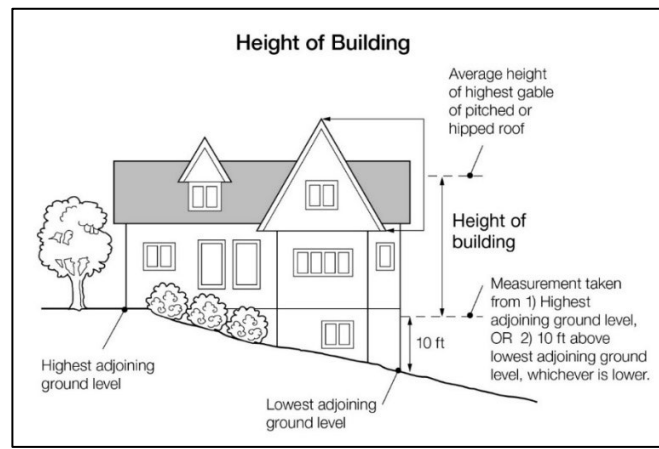 Height of Building
Average height
of highest gable
of pitched or
hipped roof
Height of
building
Measurement taken
from 1) Highest
adjoining ground level,
OR 2) 10 ft above
lowest adjoining ground
level, whichever is lower.
10 ft
Highest adjoining
ground level
Lowest adjoining
ground level